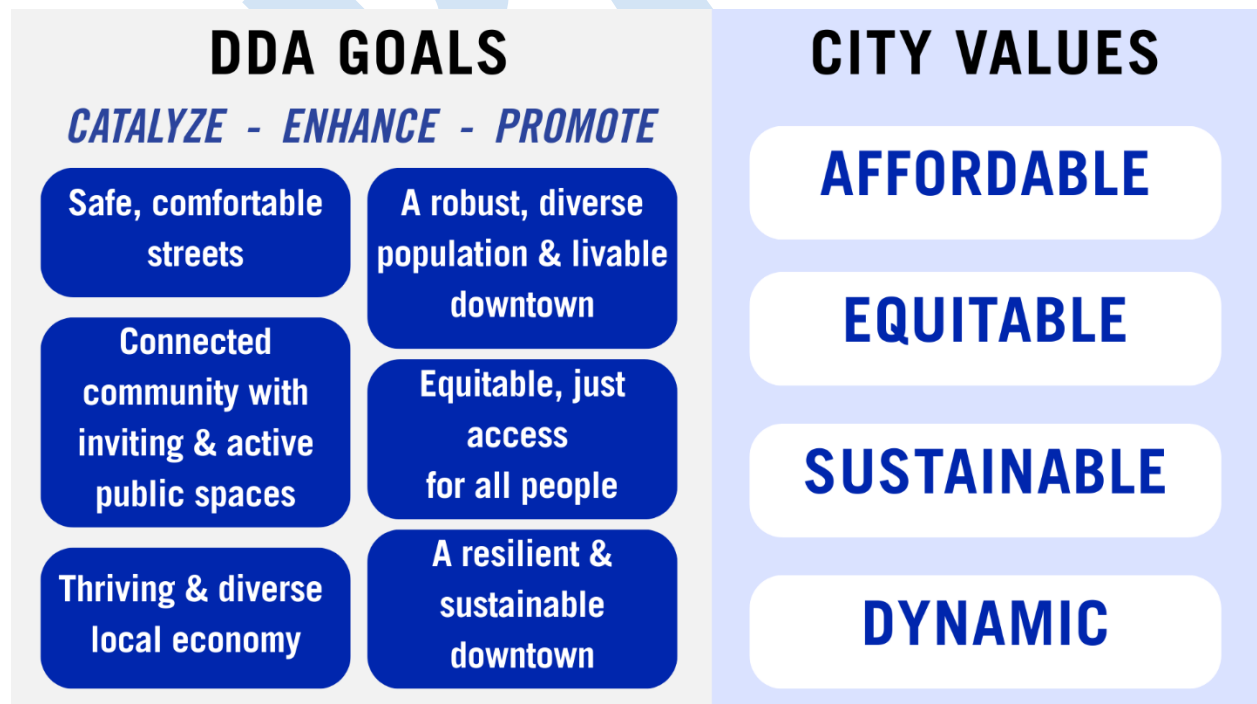 DDA GOALS
CATALYZE - ENHANCE - PROMOTE
Safe, comfortable
streets
Connected
community with
inviting & active
public spaces
Thriving & diverse
local economy
A robust, diverse
population & livable
downtown
Equitable, just
access
for all people
A resilient &
sustainable
downtown
CITY VALUES
AFFORDABLE
EQUITABLE
SUSTAINABLE
DYNAMIC